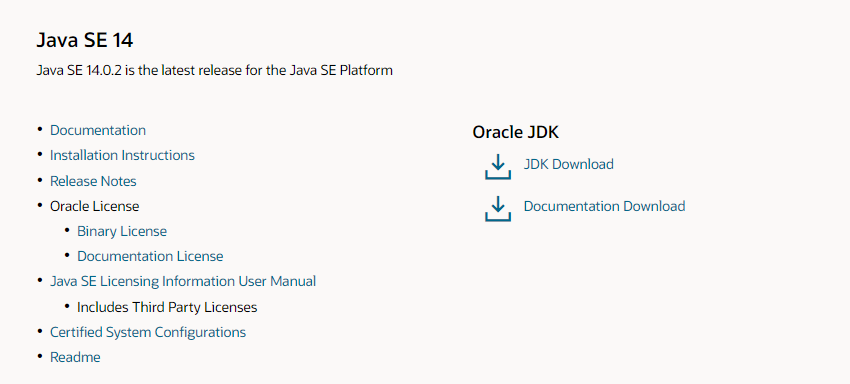 Java SE 14
Java SE 14.0.2 is the latest release for the Java SE Platform
• Documentation
• Installation Instructions
• Release Notes
• Oracle License
• Binary License
• Documentation License
• Java SE Licensing Information User Manual
• Includes Third Party Licenses
• Certified System Configurations
• Readme
Oracle JDK
JDK Download
Documentation Download